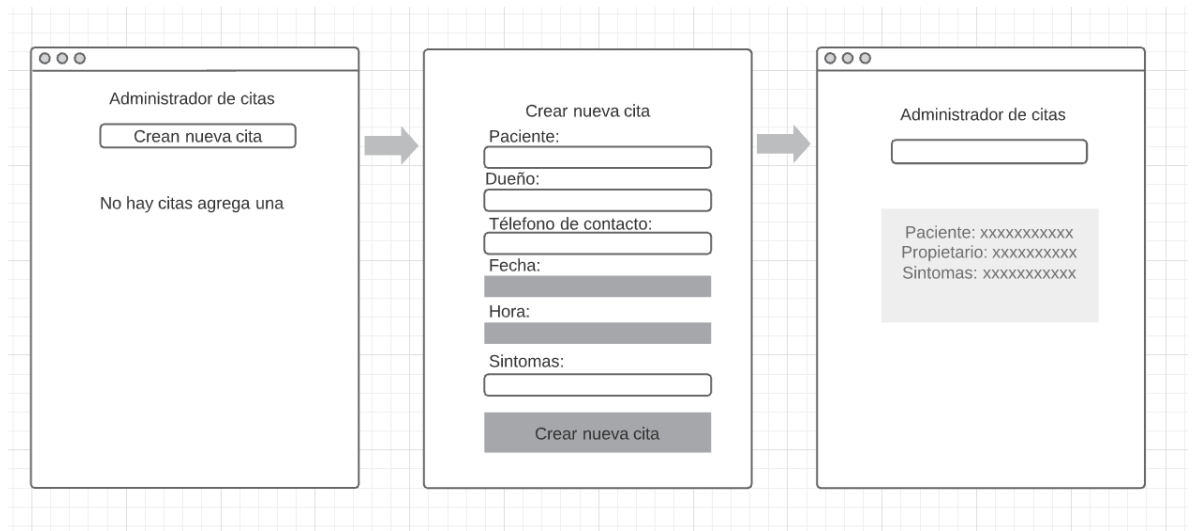 Administrador de citas
Crean nueva cita
No hay citas agrega una
Crear nueva cita
Paciente:
Dueño:
Télefono de contacto:
Fecha:
Hora:
Sintomas:
Crear nueva cita
Administrador de citas
Paciente: xxxxxxxxxxx
Propietario: xxxxxxxxxx
Sintomas: xxxxxxxxxxx